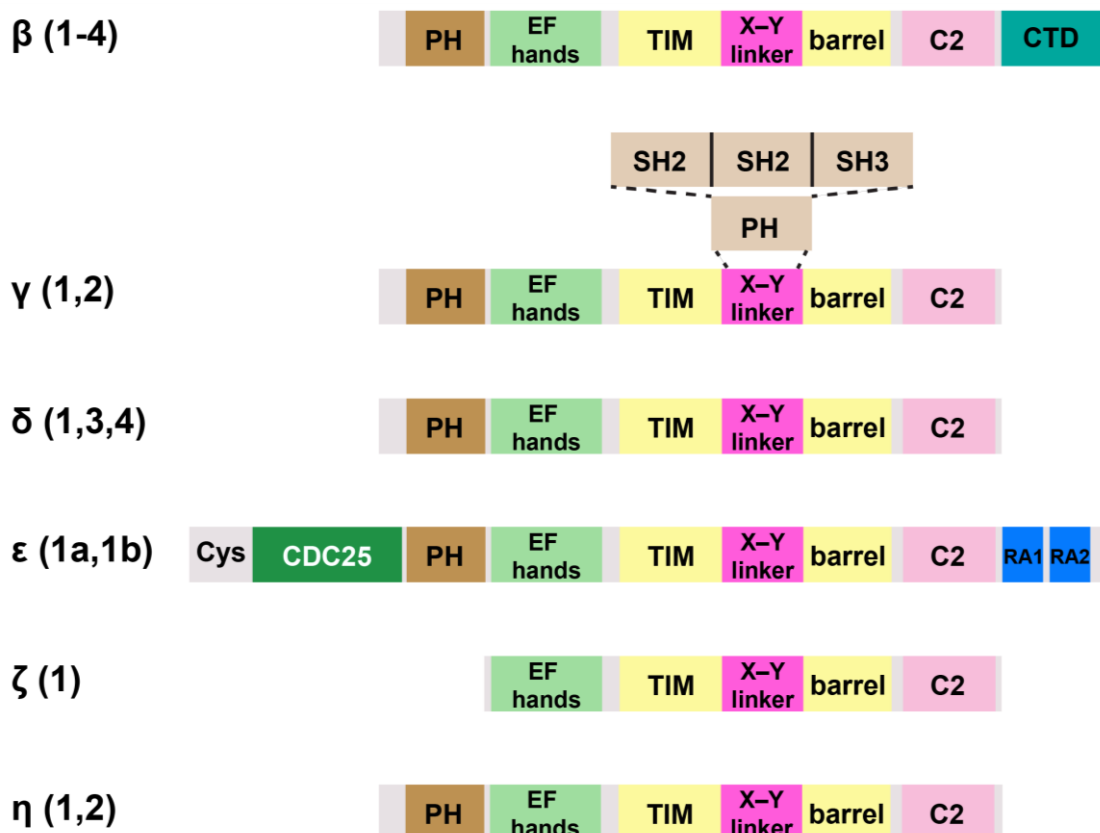 β (1-4) PH EF hands TIM X–Y linker barrel C2 CTD
SH2 SH2 SH3
PH
γ (1,2) PH EF hands TIM X–Y linker barrel C2
δ (1,3,4) PH EF hands TIM X–Y linker barrel C2
ε (1a,1b) Cys CDC25 PH EF hands TIM X–Y linker barrel C2 RA1 RA2
ζ (1) EF hands TIM X–Y linker barrel C2
η (1,2) PH EF hands TIM X–Y linker barrel C2